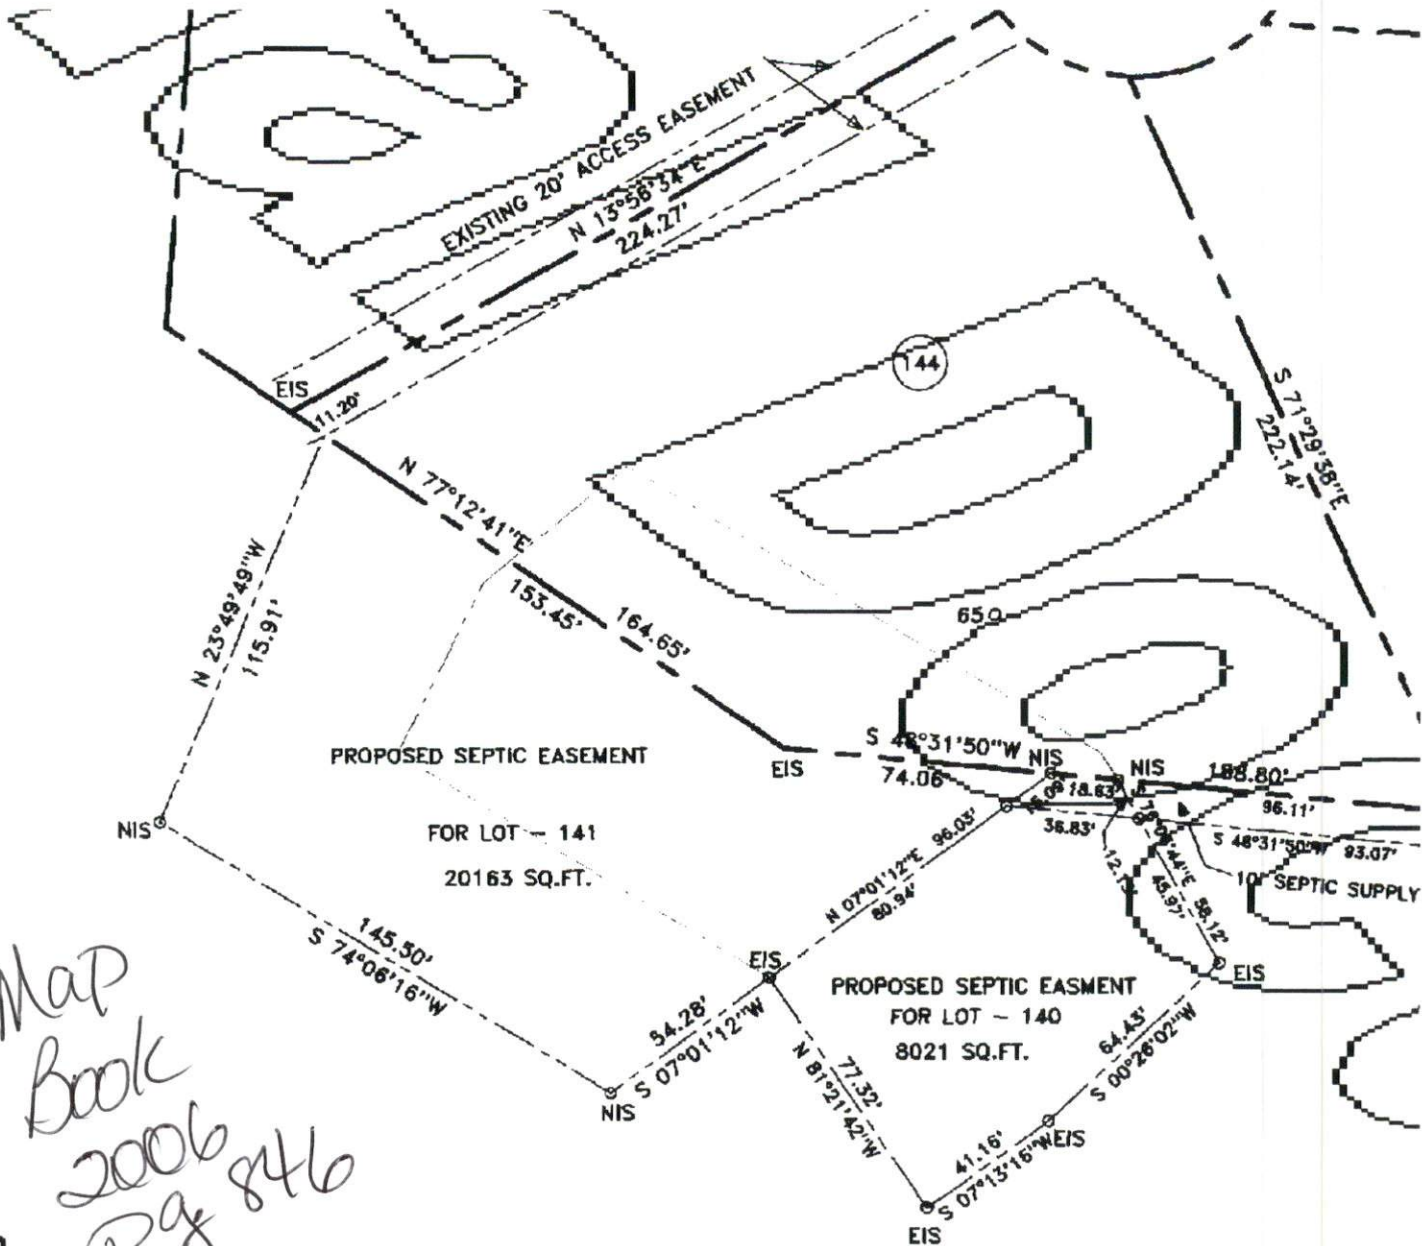 EXISTING 20' ACCESS EASEMENT
N 13°56'34"E
224.27'
144
EIS
11.20'
S 71°29'38"E
222.14'
N 77°12'41"E
153.45'
164.65'
N 23°49'49"W
115.91'
650
PROPOSED SEPTIC EASEMENT
FOR LOT - 141
20163 SQ.FT.
EIS
S 48°31'50"W
74.06
NIS
NIS
188.80'
18.63'
96.11'
36.83'
S 48°31'50"W 93.07'
10' SEPTIC SUPPLY
NIS
N 07°01'12"E 96.03'
80.94'
45.97'
58.12'
EIS
145.50'
S 74°06'16"W
EIS
54.28'
S 07°01'12"W
NIS
PROPOSED SEPTIC EASMENT
FOR LOT - 140
8021 SQ.FT.
77.32'
N 81°21'42"W
64.43'
S 00°26'02"W
EIS
41.16'
S 07°13'16"W
EIS
Map
Book
2006
Pg 846